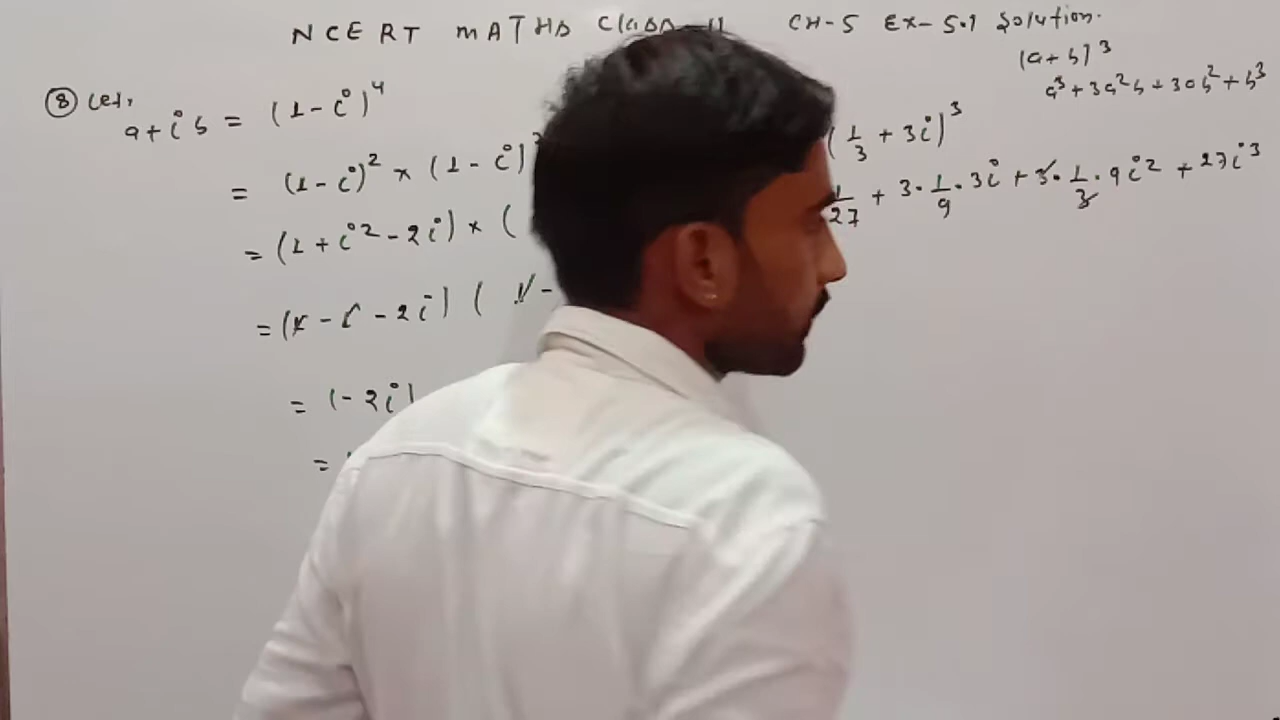 NCERT MATHS Class-11 CH-5 Ex-5.1 Solution.
(a+b)³
a³+3a²b+3ab²+b³
⑧ Let,
a+ib = (1-i)⁴
= (1-i)² × (1-i)
= (1+i²-2i) × (
= (1-1-2i) ( 1-
= (-2i)
=
(1/3 + 3i)³
1/27 + 3·1/9·3i + 3·1/3·9i² + 27i³